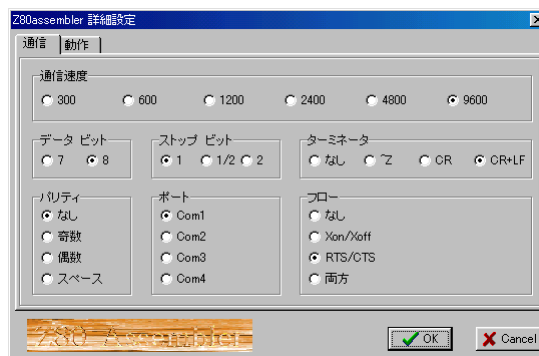 Z80assembler 詳細設定
通信 動作
通信速度
300 600 1200 2400 4800 9600
データ ビット ストップ ビット ターミネータ
7 8 1 1/2 2 なし ^Z CR CR+LF
パリティ ポート フロー
なし Com1 なし
奇数 Com2 Xon/Xoff
偶数 Com3 RTS/CTS
スペース Com4 両方
Z80 Assembler OK Cancel